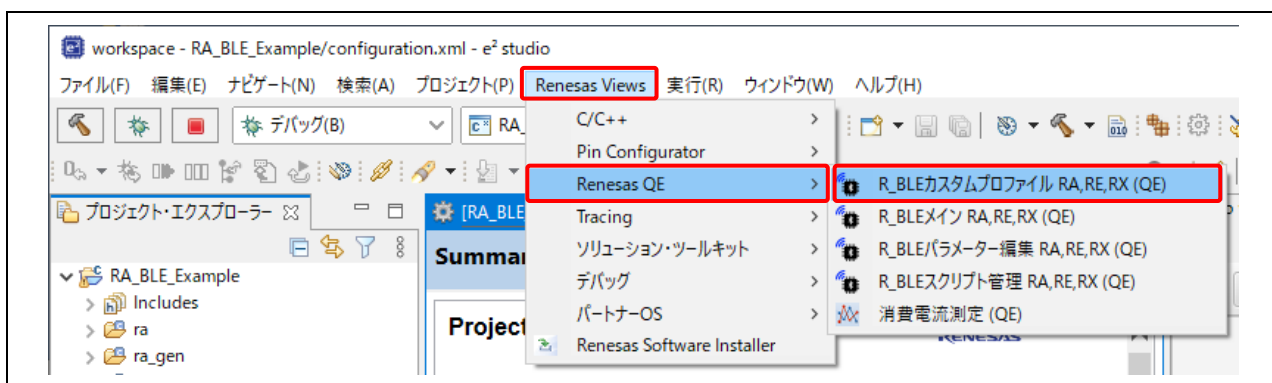 workspace - RA_BLE_Example/configuration.xml - e² studio
ファイル(F) 編集(E) ナビゲート(N) 検索(A) プロジェクト(P) Renesas Views 実行(R) ウィンドウ(W) ヘルプ(H)
デバッグ(B)
RA_
C/C++
Pin Configurator
Renesas QE
Tracing
ソリューション・ツールキット
デバッグ
パートナーOS
Renesas Software Installer
R_BLEカスタムプロファイル RA,RE,RX (QE)
R_BLEメイン RA,RE,RX (QE)
R_BLEパラメーター編集 RA,RE,RX (QE)
R_BLEスクリプト管理 RA,RE,RX (QE)
消費電流測定 (QE)
プロジェクト・エクスプローラー
[RA_BLE
Summar
RA_BLE_Example
Includes
ra
ra_gen
Project
RENESAS